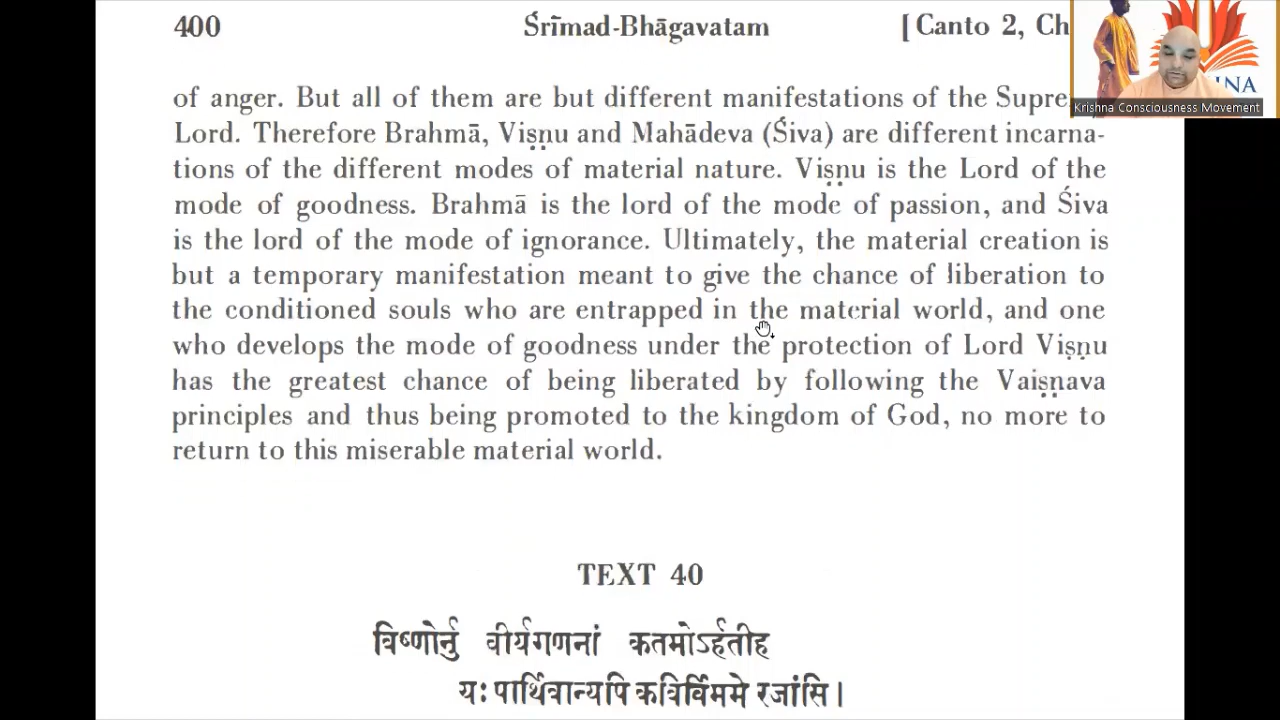 400 Śrīmad-Bhāgavatam [Canto 2, Ch
of anger. But all of them are but different manifestations of the Supre
Lord. Therefore Brahmā, Viṣṇu and Mahādeva (Śiva) are different incarna-
tions of the different modes of material nature. Viṣṇu is the Lord of the
mode of goodness. Brahmā is the lord of the mode of passion, and Śiva
is the lord of the mode of ignorance. Ultimately, the material creation is
but a temporary manifestation meant to give the chance of liberation to
the conditioned souls who are entrapped in the material world, and one
who develops the mode of goodness under the protection of Lord Viṣṇu
has the greatest chance of being liberated by following the Vaiṣṇava
principles and thus being promoted to the kingdom of God, no more to
return to this miserable material world.
TEXT 40
विष्णोर्नु वीर्यगणनां कतमोऽर्हतीह
यः पार्थिवान्यपि कविर्विममे रजांसि।
NA
Krishna Consciousness Movement